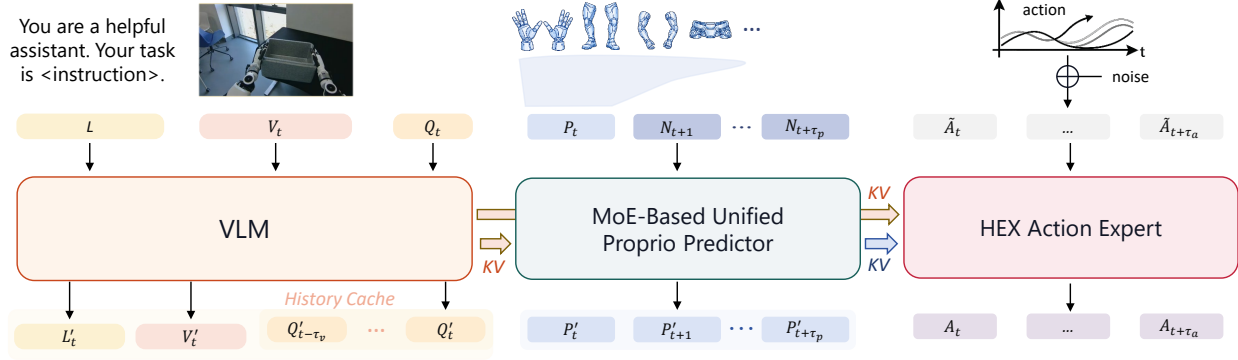 You are a helpful
assistant. Your task
is <instruction>.
...
action
t
noise
L
V_t
Q_t
P_t
N_{t+1}
...
N_{t+τ_p}
Ã_t
...
Ã_{t+τ_a}
VLM
KV
MoE-Based Unified
Proprio Predictor
KV
KV
HEX Action Expert
History Cache
L'_t
V'_t
Q'_{t-τ_v}
...
Q'_t
P'_t
P'_{t+1}
...
P'_{t+τ_p}
A_t
...
A_{t+τ_a}